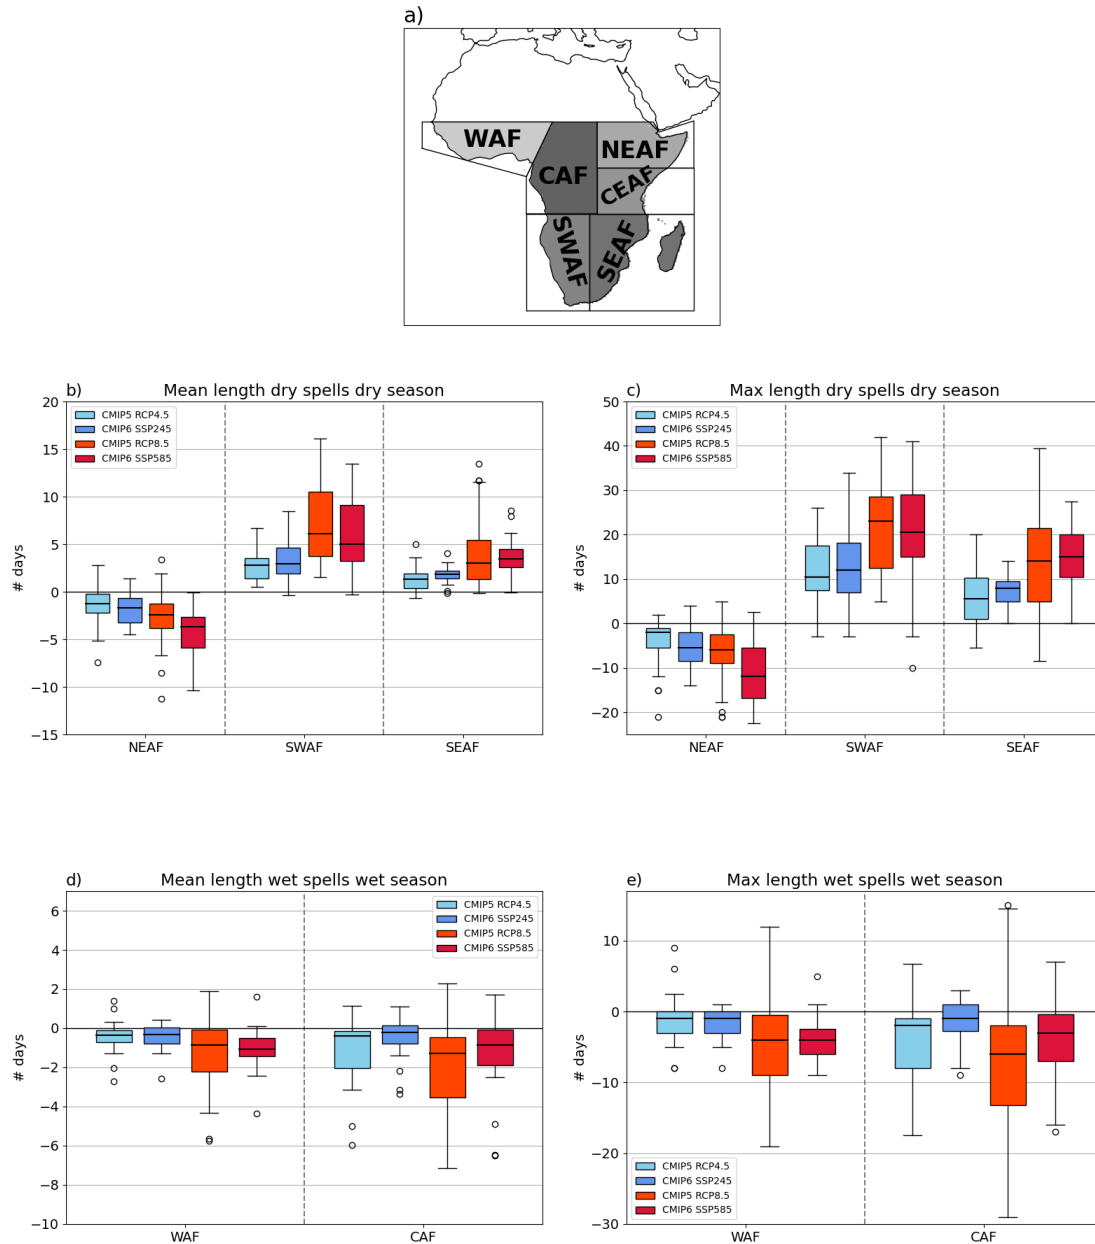 a)
WAF
NEAF
CAF
CEAF
SWAF
SEAF
b)
Mean length dry spells dry season
20
15
10
5
0
−5
−10
−15
# days
CMIP5 RCP4.5
CMIP6 SSP245
CMIP5 RCP8.5
CMIP6 SSP585
NEAF
SWAF
SEAF
c)
Max length dry spells dry season
50
40
30
20
10
0
−10
−20
# days
CMIP5 RCP4.5
CMIP6 SSP245
CMIP5 RCP8.5
CMIP6 SSP585
NEAF
SWAF
SEAF
d)
Mean length wet spells wet season
6
4
2
0
−2
−4
−6
−8
−10
# days
CMIP5 RCP4.5
CMIP6 SSP245
CMIP5 RCP8.5
CMIP6 SSP585
WAF
CAF
e)
Max length wet spells wet season
10
0
−10
−20
−30
# days
CMIP5 RCP4.5
CMIP6 SSP245
CMIP5 RCP8.5
CMIP6 SSP585
WAF
CAF